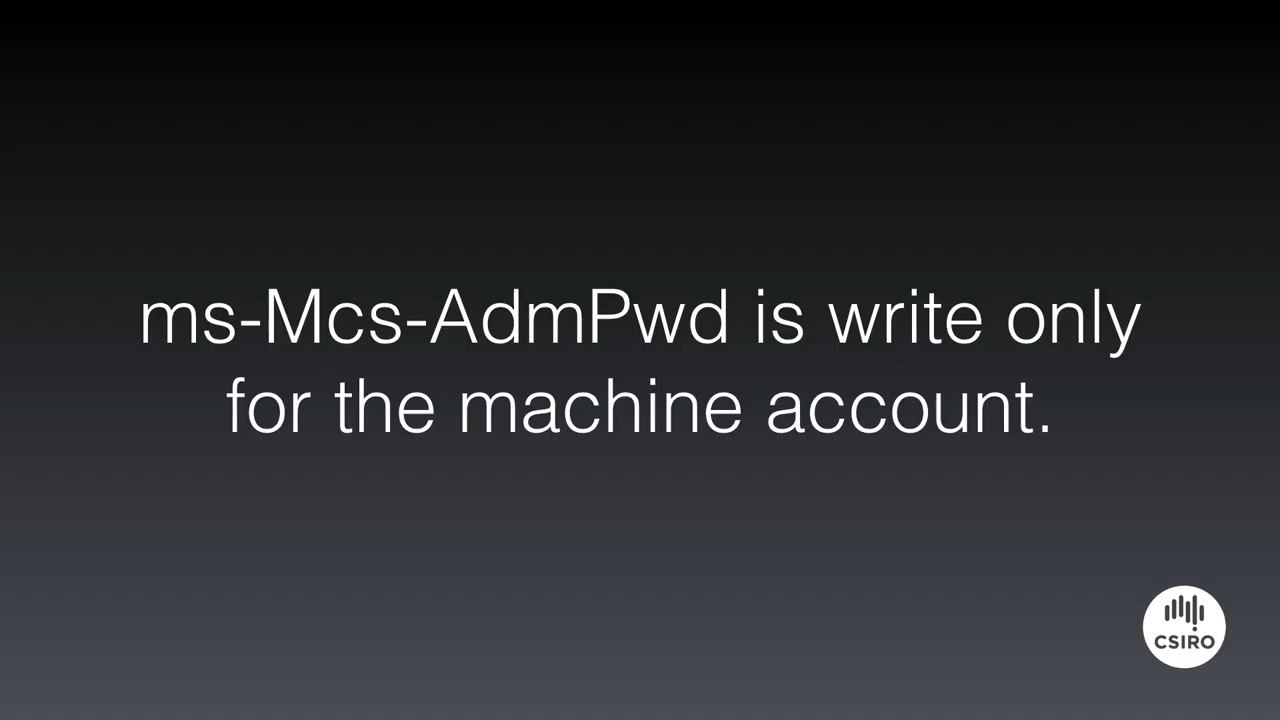 ms-Mcs-AdmPwd is write only
for the machine account.
CSIRO